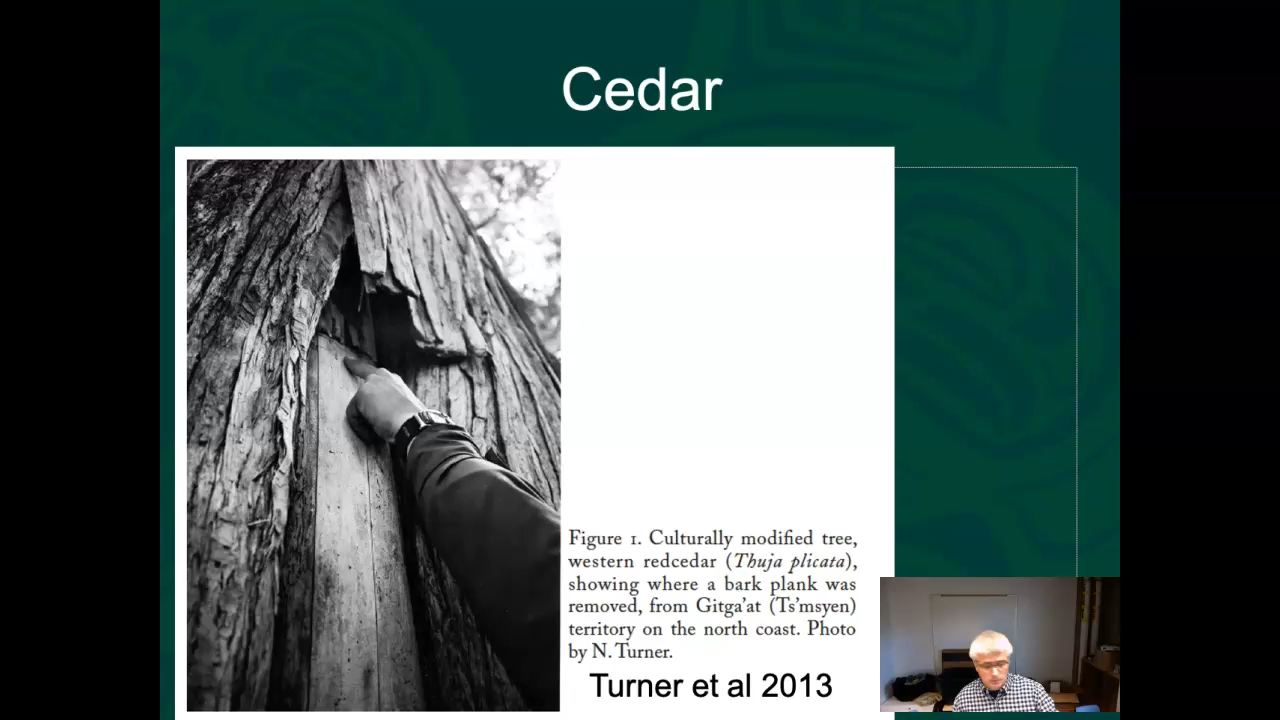 Cedar
Figure 1. Culturally modified tree,
western redcedar (Thuja plicata),
showing where a bark plank was
removed, from Gitga'at (Ts'msyen)
territory on the north coast. Photo
by N. Turner.
Turner et al 2013